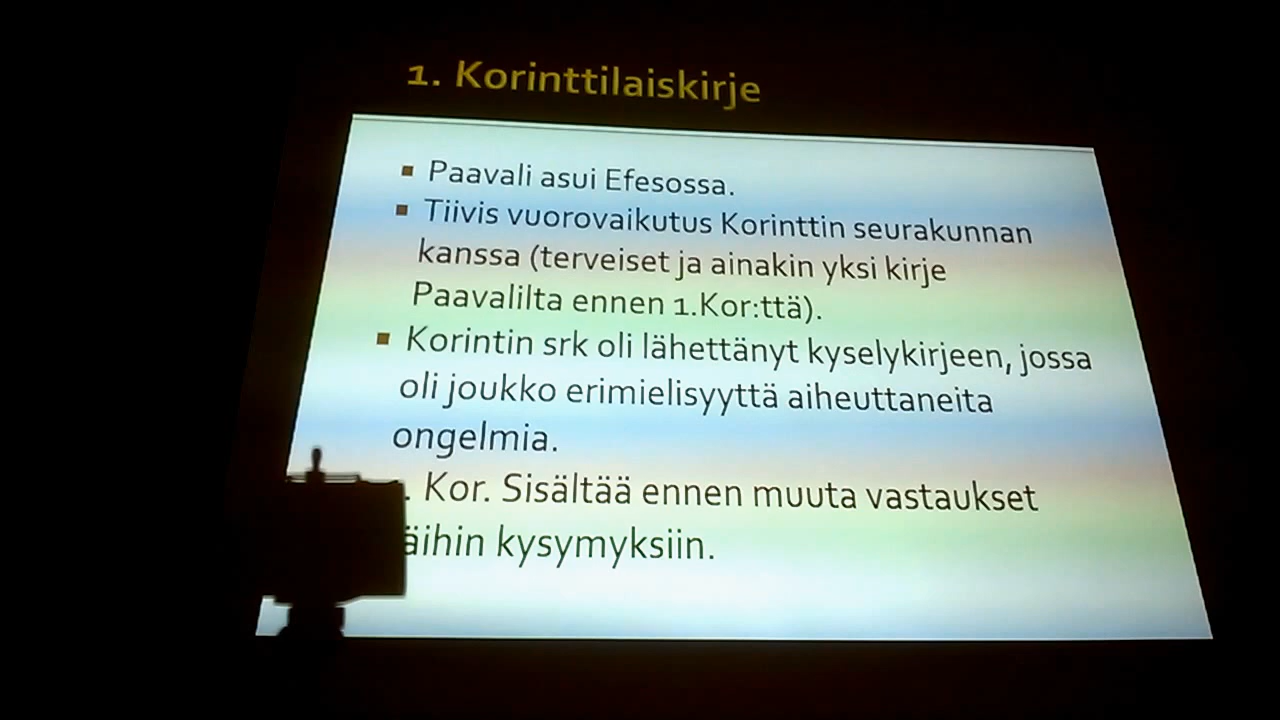 1. Korinttilaiskirje
Paavali asui Efesossa.
Tiivis vuorovaikutus Korinttin seurakunnan
kanssa (terveiset ja ainakin yksi kirje
Paavalilta ennen 1.Kor:ttä).
Korintin srk oli lähettänyt kyselykirjeen, jossa
oli joukko erimielisyyttä aiheuttaneita
ongelmia.
. Kor. Sisältää ennen muuta vastaukset
äihin kysymyksiin.